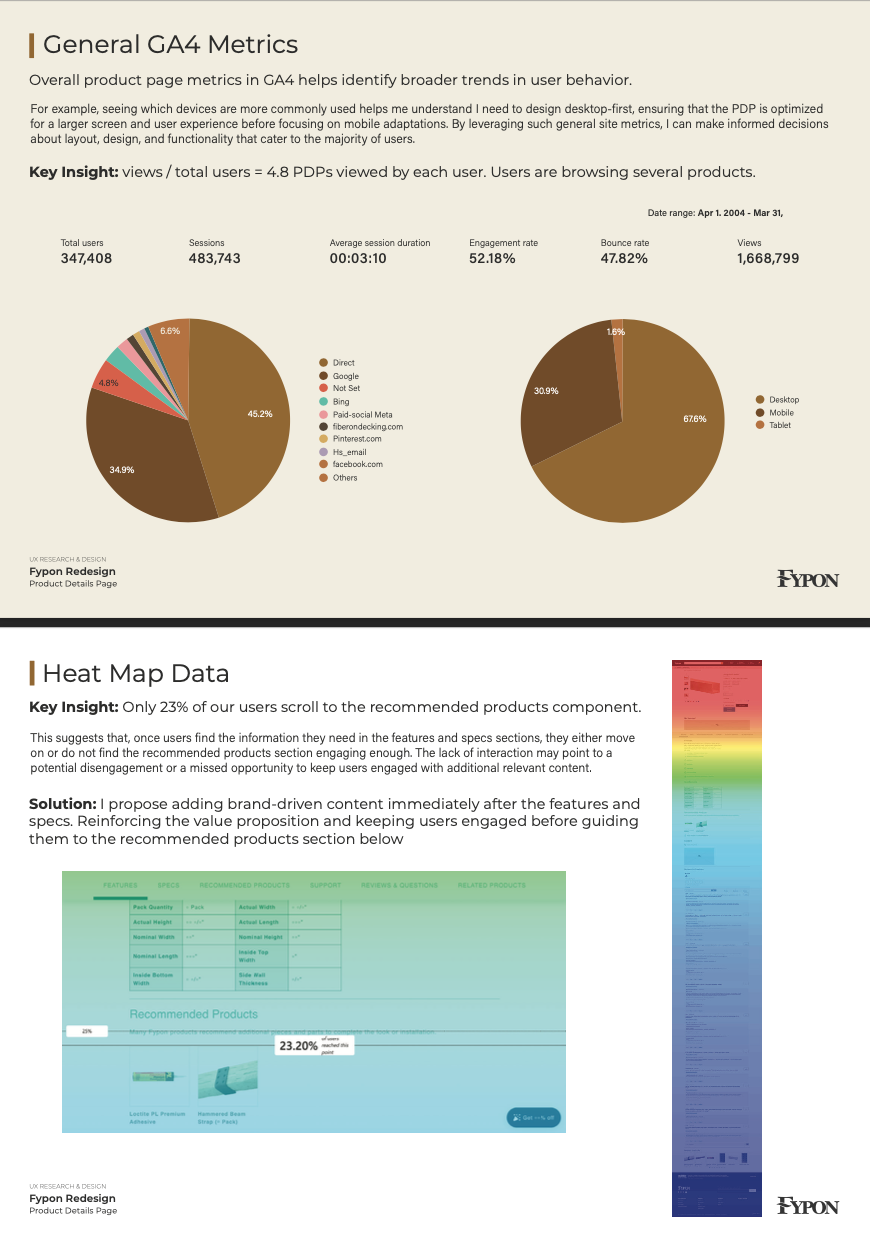 General GA4 Metrics
Overall product page metrics in GA4 helps identify broader trends in user behavior.
For example, seeing which devices are more commonly used helps me understand I need to design desktop-first, ensuring that the PDP is optimized
for a larger screen and user experience before focusing on mobile adaptations. By leveraging such general site metrics, I can make informed decisions
about layout, design, and functionality that cater to the majority of users.
Key Insight: views / total users = 4.8 PDPs viewed by each user. Users are browsing several products.
Date range: Apr 1. 2004 - Mar 31,
Total users Sessions Average session duration Engagement rate Bounce rate Views
347,408 483,743 00:03:10 52.18% 47.82% 1,668,799
6.6%
4.8%
45.2%
34.9%
Direct
Google
Not Set
Bing
Paid-social Meta
fiberondecking.com
Pinterest.com
Hs_email
facebook.com
Others
1.6%
30.9%
67.6%
Desktop
Mobile
Tablet
UX RESEARCH & DESIGN
Fypon Redesign
Product Details Page
FYPON
Heat Map Data
Key Insight: Only 23% of our users scroll to the recommended products component.
This suggests that, once users find the information they need in the features and specs sections, they either move
on or do not find the recommended products section engaging enough. The lack of interaction may point to a
potential disengagement or a missed opportunity to keep users engaged with additional relevant content.
Solution: I propose adding brand-driven content immediately after the features and
specs. Reinforcing the value proposition and keeping users engaged before guiding
them to the recommended products section below
FEATURES SPECS RECOMMENDED PRODUCTS SUPPORT REVIEWS & QUESTIONS RELATED PRODUCTS
Pack Quantity Pack Actual Width
Actual Height Actual Length
Nominal Width Nominal Height
Nominal Length Inside Top
Width
Inside Bottom Side Wall
Width Thickness
Recommended Products
Many Fypon products recommend additional pieces and parts to complete the look or installation.
23%
23.20% of users
reached this
point
Loctite PL Premium Hammered Beam
Adhesive Strap ( Pack)
Get % off
UX RESEARCH & DESIGN
Fypon Redesign
Product Details Page
FYPON